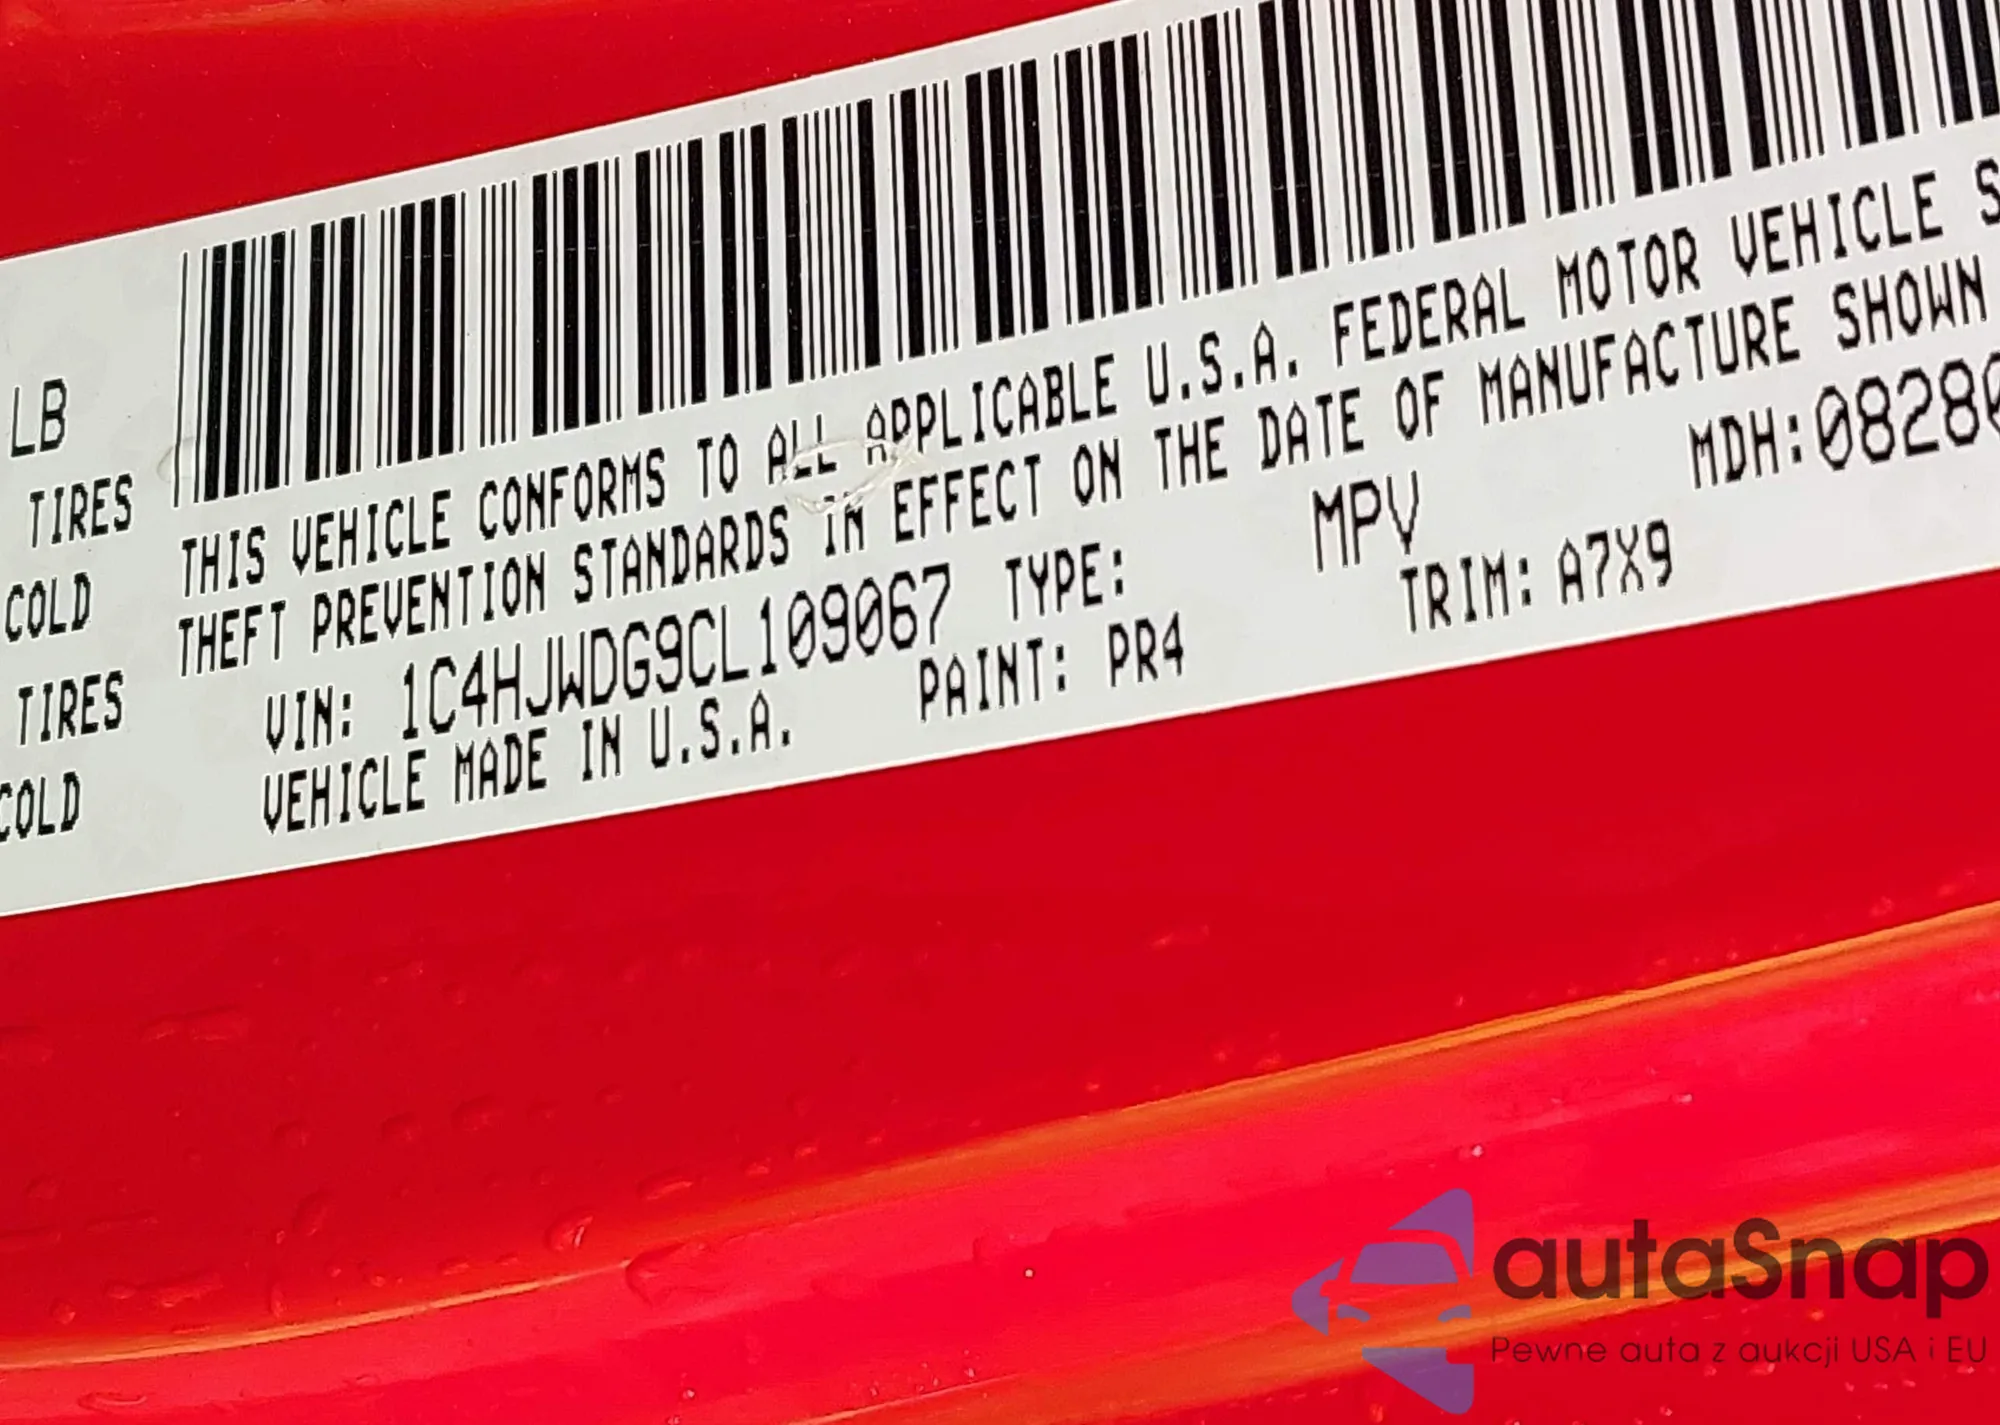 LB
TIRES
COLD
TIRES
COLD
THIS VEHICLE CONFORMS TO ALL APPLICABLE U.S.A. FEDERAL MOTOR VEHICLE S
THEFT PREVENTION STANDARDS IN EFFECT ON THE DATE OF MANUFACTURE SHOWN
VIN: 1C4HJWDG9CL109067 TYPE: MPV MDH:08280
VEHICLE MADE IN U.S.A. PAINT: PR4 TRIM: A7X9
autaSnap
Pewne auta z aukcji USA i EU